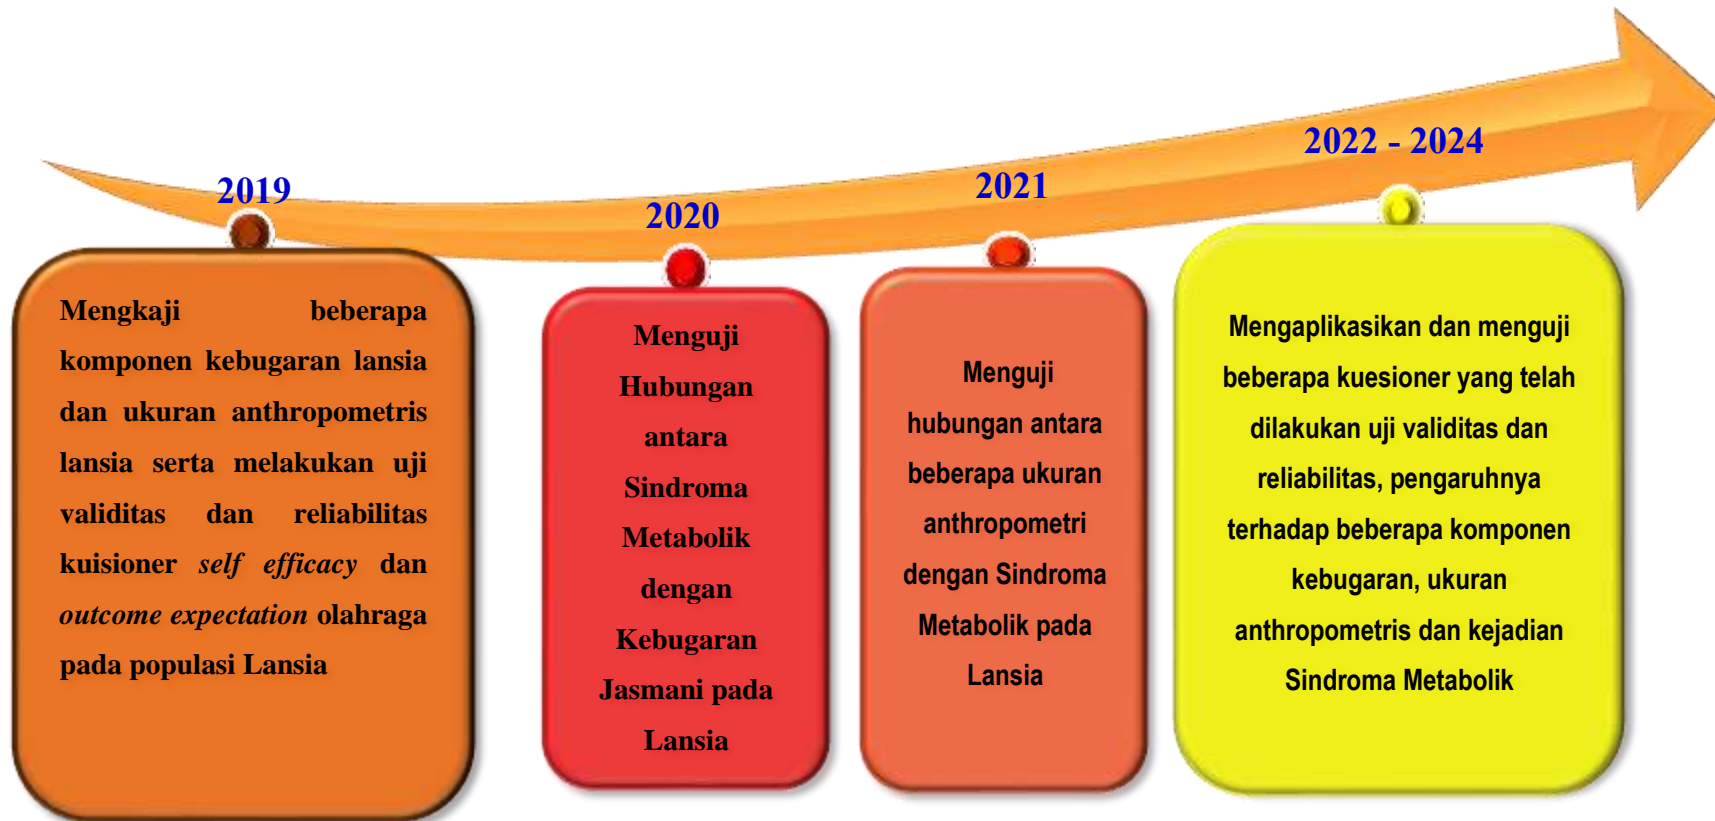 2019
Mengkaji beberapa
komponen kebugaran lansia
dan ukuran anthropometris
lansia serta melakukan uji
validitas dan reliabilitas
kuisioner self efficacy dan
outcome expectation olahraga
pada populasi Lansia
2020
Menguji
Hubungan
antara
Sindroma
Metabolik
dengan
Kebugaran
Jasmani pada
Lansia
2021
Menguji
hubungan antara
beberapa ukuran
anthropometri
dengan Sindroma
Metabolik pada
Lansia
2022 - 2024
Mengaplikasikan dan menguji
beberapa kuesioner yang telah
dilakukan uji validitas dan
reliabilitas, pengaruhnya
terhadap beberapa komponen
kebugaran, ukuran
anthropometris dan kejadian
Sindroma Metabolik